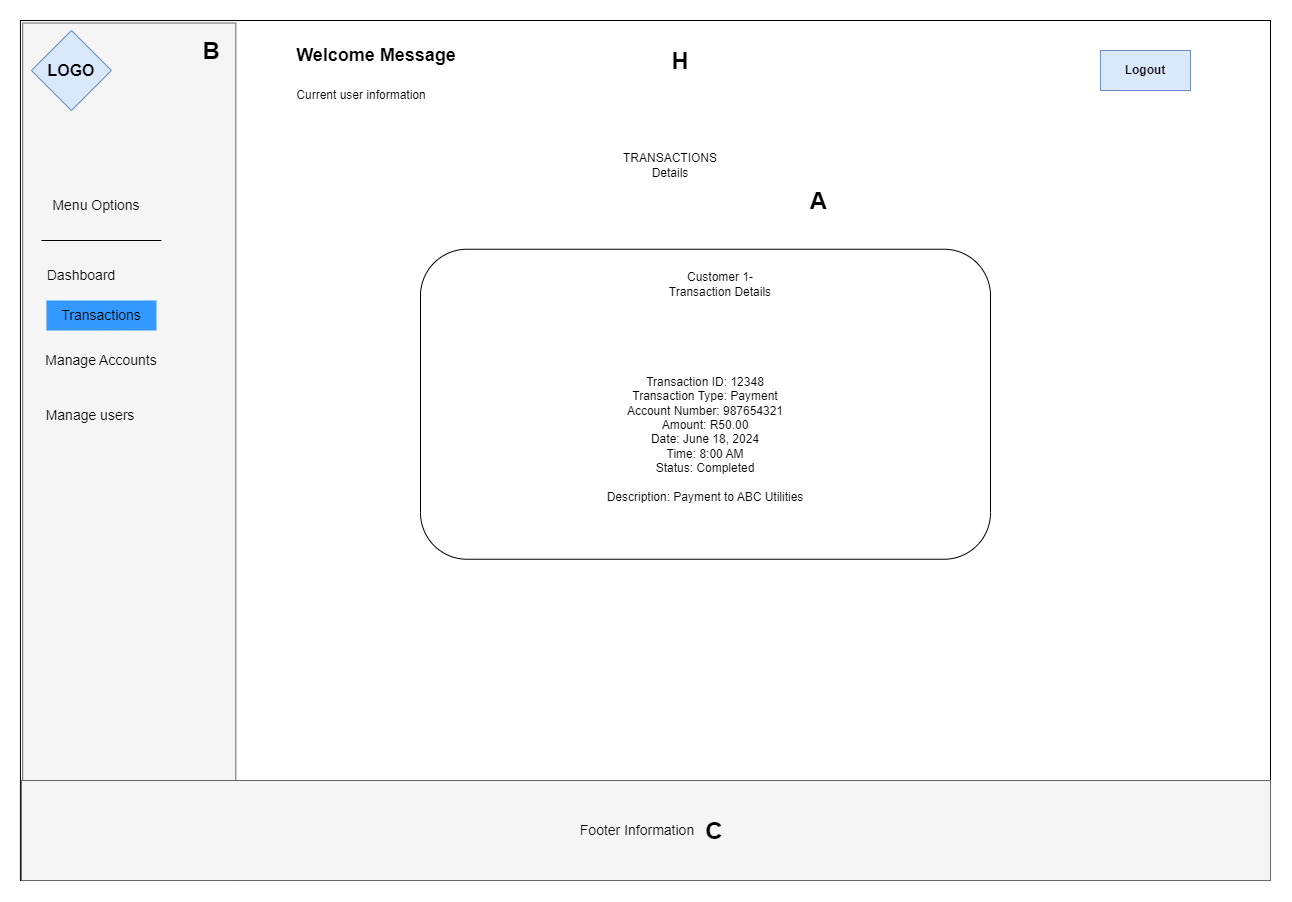 LOGO
B
Menu Options
Dashboard
Transactions
Manage Accounts
Manage users
Welcome Message
H
Logout
Current user information
TRANSACTIONS
Details
A
Customer 1-
Transaction Details
Transaction ID: 12348
Transaction Type: Payment
Account Number: 987654321
Amount: R50.00
Date: June 18, 2024
Time: 8:00 AM
Status: Completed
Description: Payment to ABC Utilities
Footer Information C